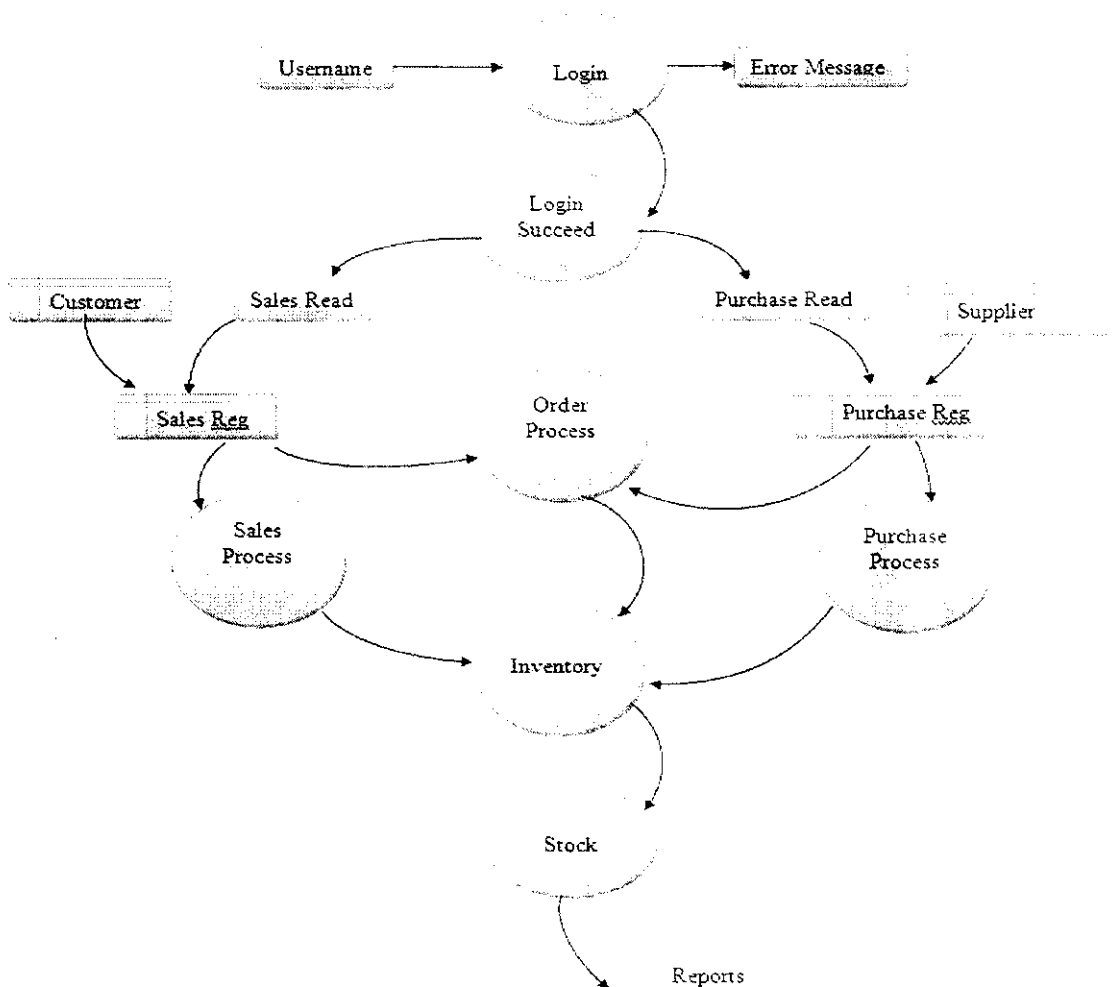 Username
Login
Error Message
Login
Succeed
Customer
Sales Read
Purchase Read
Supplier
Sales Reg
Order
Process
Purchase Reg
Sales
Process
Purchase
Process
Inventory
Stock
Reports